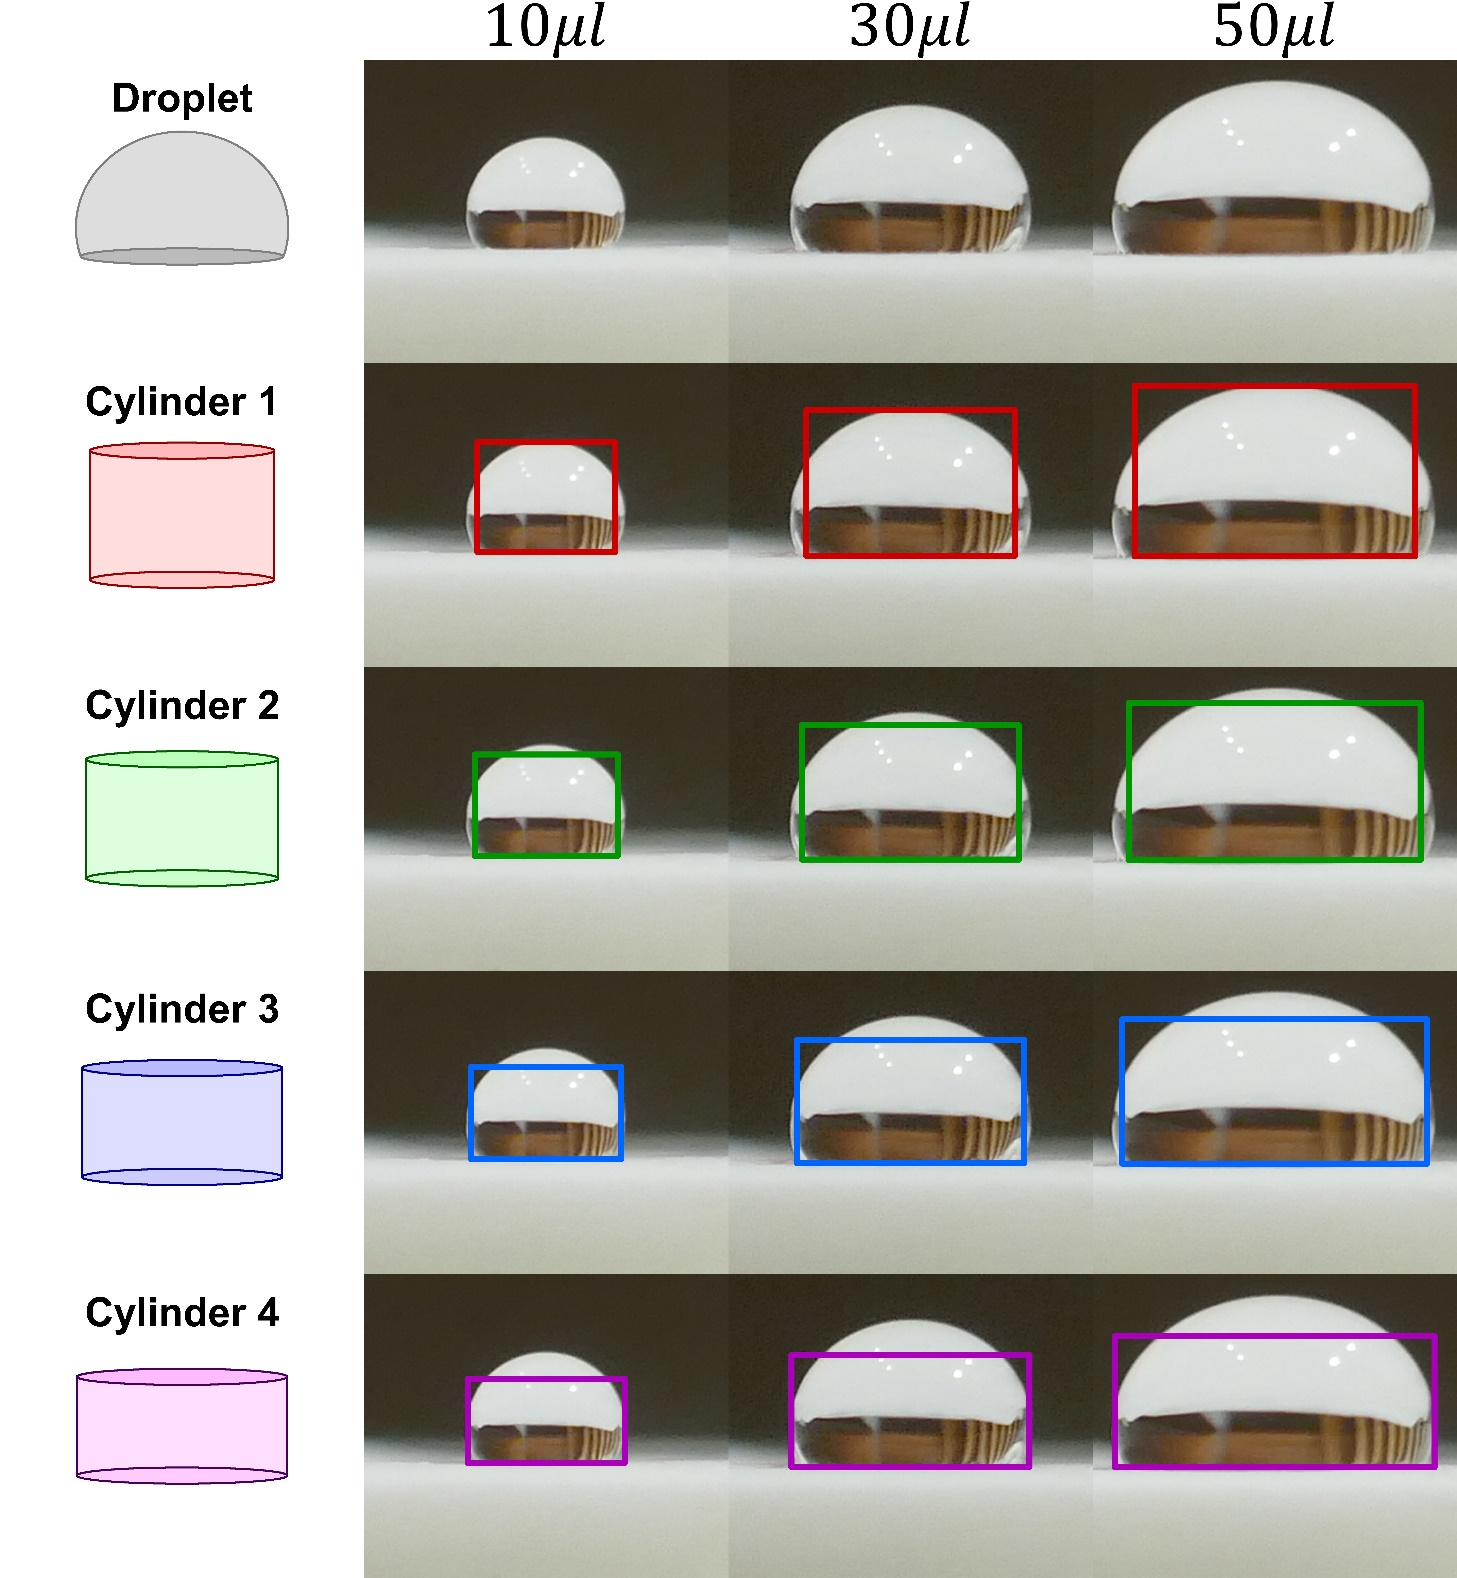 10μl 30μl 50μl
Droplet
Cylinder 1
Cylinder 2
Cylinder 3
Cylinder 4